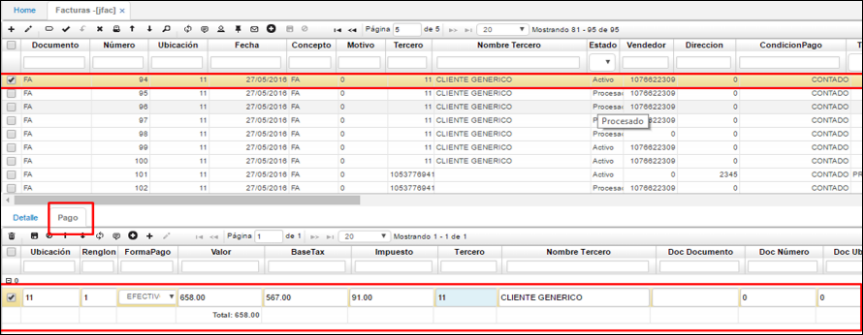 Home Facturas -[jfac] ×
Página 5 de 5 20 Mostrando 81 - 95 de 95
Documento Número Ubicación Fecha Concepto Motivo Tercero Nombre Tercero Estado Vendedor Direccion CondicionPago
FA 94 11 27/05/2016 FA 0 11 CLIENTE GENERICO Activo 1076622309 0 CONTADO
FA 95 11 27/05/2016 FA 0 11 CLIENTE GENERICO Procesa 1076622309 0 CONTADO
FA 96 11 27/05/2016 FA 0 11 CLIENTE GENERICO Procesa 1076622309 0 CONTADO
FA 97 11 27/05/2016 FA 0 11 CLIENTE GENERICO Procesado 0 CONTADO
FA 98 11 27/05/2016 FA 0 11 CLIENTE GENERICO Procesa 0 0 CONTADO
FA 99 11 27/05/2016 FA 0 11 CLIENTE GENERICO Activo 1076622309 0 CONTADO
FA 100 11 27/05/2016 FA 0 11 CLIENTE GENERICO Activo 1076622309 0 CONTADO
FA 101 11 27/05/2016 FA 0 1053776941 Activo 0 2345 CONTADO
FA 102 11 27/05/2016 FA 0 1053776941 Procesa 1076622309 0 CONTADO
Detalle Pago
Página 1 de 1 20 Mostrando 1 - 1 de 1
Ubicación Renglon FormaPago Valor BaseTax Impuesto Tercero Nombre Tercero Doc Documento Doc Número Doc Ub
0
11 1 EFECTIV 658.00 567.00 91.00 11 CLIENTE GENERICO 0 0
Total: 658.00